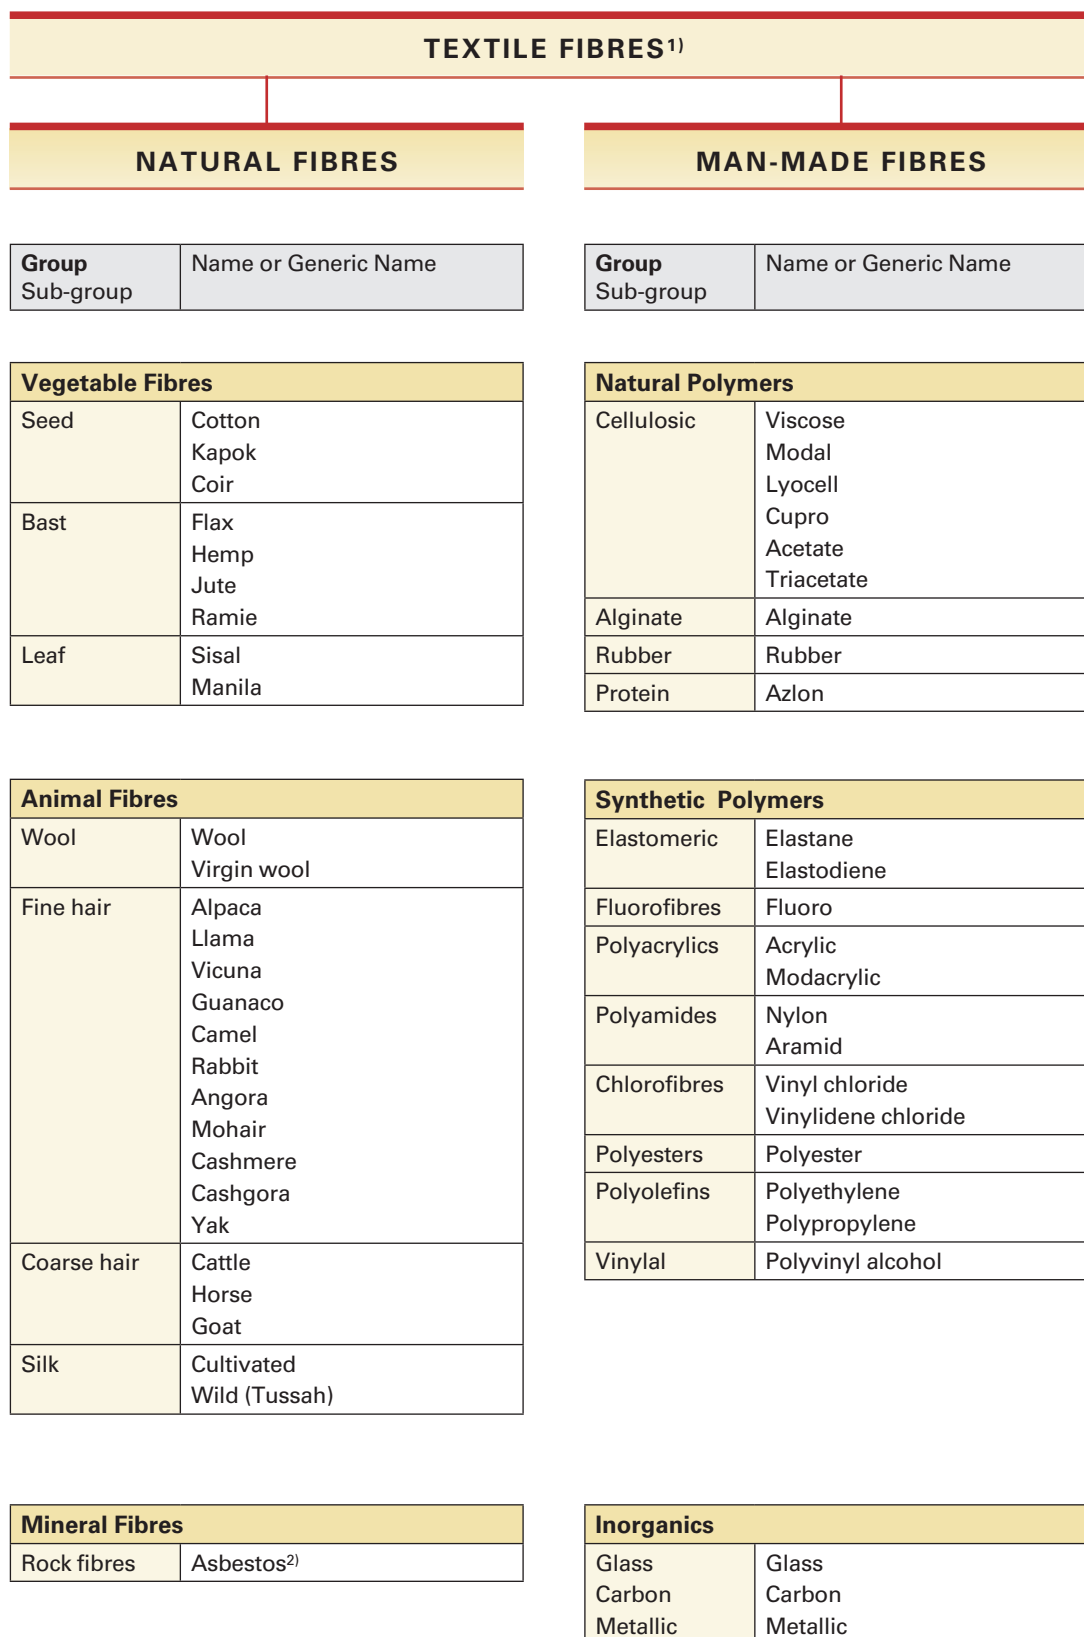 TEXTILE FIBRES1)
NATURAL FIBRES
Group
Sub-group
Name or Generic Name
Vegetable Fibres
Seed
Cotton
Kapok
Coir
Bast
Flax
Hemp
Jute
Ramie
Leaf
Sisal
Manila
Animal Fibres
Wool
Wool
Virgin wool
Fine hair
Alpaca
Llama
Vicuna
Guanaco
Camel
Rabbit
Angora
Mohair
Cashmere
Cashgora
Yak
Coarse hair
Cattle
Horse
Goat
Silk
Cultivated
Wild (Tussah)
Mineral Fibres
Rock fibres
Asbestos2)
MAN-MADE FIBRES
Group
Sub-group
Name or Generic Name
Natural Polymers
Cellulosic
Viscose
Modal
Lyocell
Cupro
Acetate
Triacetate
Alginate
Alginate
Rubber
Rubber
Protein
Azlon
Synthetic Polymers
Elastomeric
Elastane
Elastodiene
Fluorofibres
Fluoro
Polyacrylics
Acrylic
Modacrylic
Polyamides
Nylon
Aramid
Chlorofibres
Vinyl chloride
Vinylidene chloride
Polyesters
Polyester
Polyolefins
Polyethylene
Polypropylene
Vinylal
Polyvinyl alcohol
Inorganics
Glass
Glass
Carbon
Carbon
Metallic
Metallic